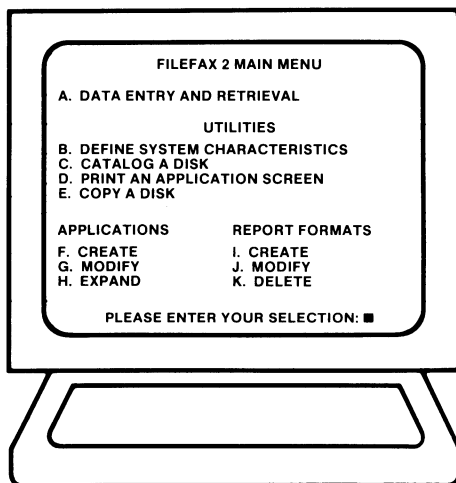 FILEFAX 2 MAIN MENU
A. DATA ENTRY AND RETRIEVAL
UTILITIES
B. DEFINE SYSTEM CHARACTERISTICS
C. CATALOG A DISK
D. PRINT AN APPLICATION SCREEN
E. COPY A DISK
APPLICATIONS
F. CREATE
G. MODIFY
H. EXPAND
REPORT FORMATS
I. CREATE
J. MODIFY
K. DELETE
PLEASE ENTER YOUR SELECTION: ■